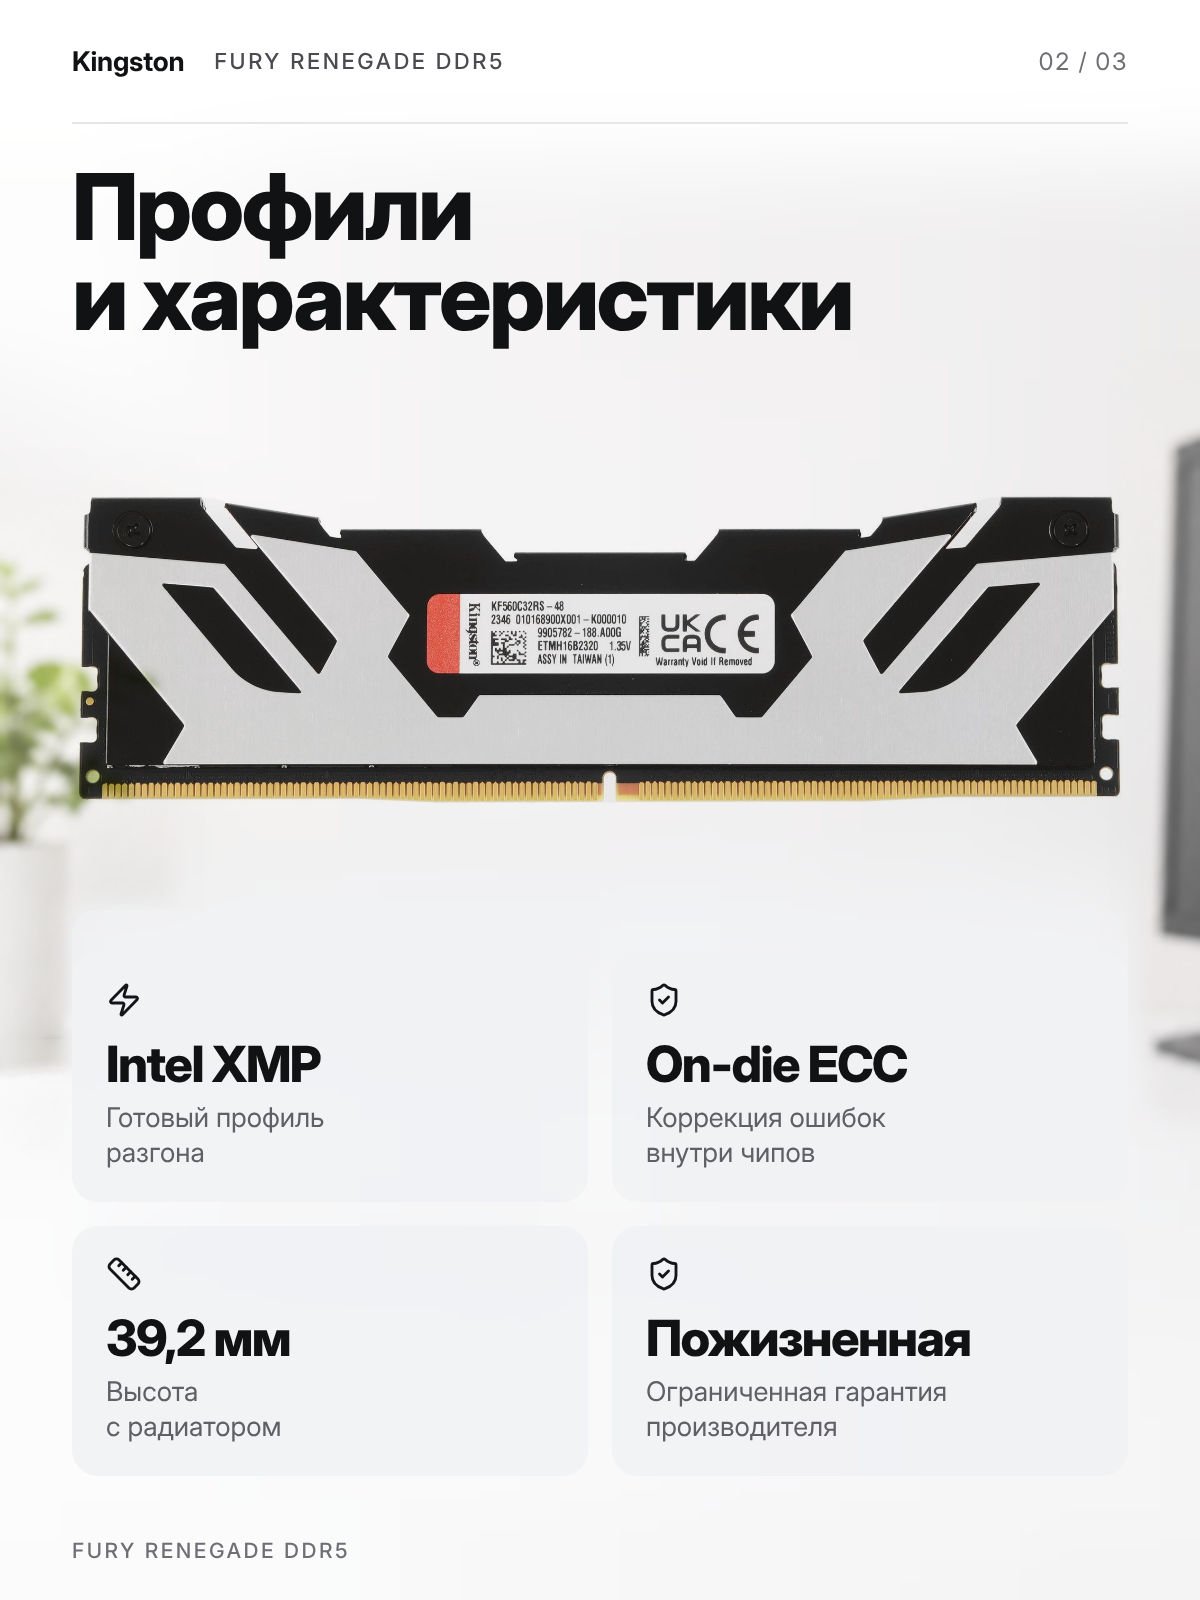 Kingston FURY RENEGADE DDR5 02 / 03
Профили
и характеристики
Kingston®
KF560C32RS – 48
2346 010168900X001 – K000010
9905782 – 188.A00G
ETMH16B2320 1.35V
ASSY IN TAIWAN (1)
UK
CA CE
Warranty Void If Removed
Intel XMP
Готовый профиль
разгона
On-die ECC
Коррекция ошибок
внутри чипов
39,2 мм
Высота
с радиатором
Пожизненная
Ограниченная гарантия
производителя
FURY RENEGADE DDR5